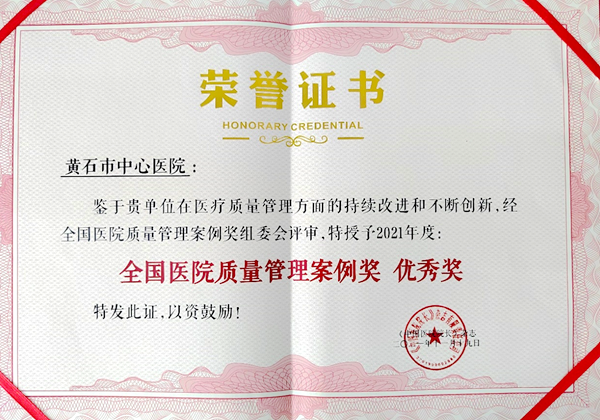 荣誉证书
HONORARY CREDENTIAL
黄石市中心医院：
鉴于贵单位在医疗质量管理方面的持续改进和不断创新，经
全国医院质量管理案例奖组委会评审，特授予2021年度：
全国医院质量管理案例奖 优秀奖
特发此证，以资鼓励！